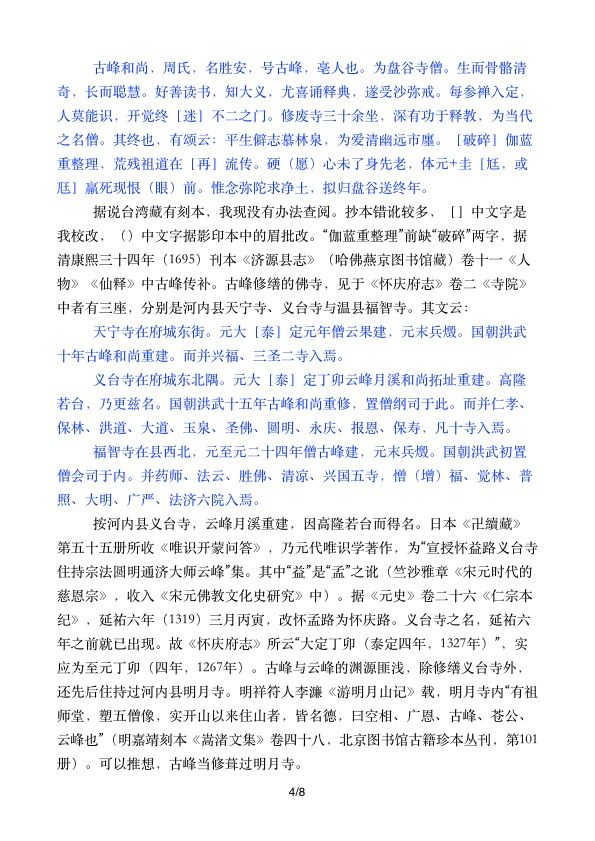 古峰和尚，周氏，名胜安，号古峰，亳人也。为盘谷寺僧。生而骨骼清
奇，长而聪慧。好善读书，知大义，尤喜诵释典，遂受沙弥戒。每参禅入定，
人莫能识，开觉终［迷］不二之门。修废寺三十余坐，深有功于释教，为当代
之名僧。其终也，有颂云：平生僻志慕林泉，为爱清幽远市廛。［破碎］伽蓝
重整理，荒残祖道在［再］流传。硬（愿）心未了身先老，体元+圭［尩，或
尫］羸死现恨（眼）前。惟念弥陀求净土，拟归盘谷送终年。
据说台湾藏有刻本，我现没有办法查阅。抄本错讹较多，［］中文字是
我校改，（）中文字据影印本中的眉批改。“伽蓝重整理”前缺“破碎”两字，据
清康熙三十四年（1695）刊本《济源县志》（哈佛燕京图书馆藏）卷十一《人
物》《仙释》中古峰传补。古峰修缮的佛寺，见于《怀庆府志》卷二《寺院》
中者有三座，分别是河内县天宁寺、义台寺与温县福智寺。其文云：
天宁寺在府城东街。元大［泰］定元年僧云果建，元末兵燬。国朝洪武
十年古峰和尚重建。而并兴福、三圣二寺入焉。
义台寺在府城东北隅。元大［泰］定丁卯云峰月溪和尚拓址重建。高隆
若台，乃更兹名。国朝洪武十五年古峰和尚重修，置僧纲司于此。而并仁孝、
保林、洪道、大道、玉泉、圣佛、圆明、永庆、报恩、保寿，凡十寺入焉。
福智寺在县西北，元至元二十四年僧古峰建，元末兵燬。国朝洪武初置
僧会司于内。并药师、法云、胜佛、清凉、兴国五寺，憎（增）福、觉林、普
照、大明、广严、法济六院入焉。
按河内县义台寺，云峰月溪重建，因高隆若台而得名。日本《卍續藏》
第五十五册所收《唯识开蒙问答》，乃元代唯识学著作，为“宣授怀益路义台寺
住持宗法圆明通济大师云峰”集。其中“益”是“孟”之讹（竺沙雅章《宋元时代的
慈恩宗》，收入《宋元佛教文化史研究》中）。据《元史》卷二十六《仁宗本
纪》，延祐六年（1319）三月丙寅，改怀孟路为怀庆路。义台寺之名，延祐六
年之前就已出现。故《怀庆府志》所云“大定丁卯（泰定四年，1327年）”，实
应为至元丁卯（四年，1267年）。古峰与云峰的渊源匪浅，除修缮义台寺外，
还先后住持过河内县明月寺。明祥符人李濂《游明月山记》载，明月寺内“有祖
师堂，塑五僧像，实开山以来住山者，皆名德，曰空相、广恩、古峰、苍公、
云峰也”（明嘉靖刻本《嵩渚文集》卷四十八，北京图书馆古籍珍本丛刊，第101
册）。可以推想，古峰当修葺过明月寺。
4/8